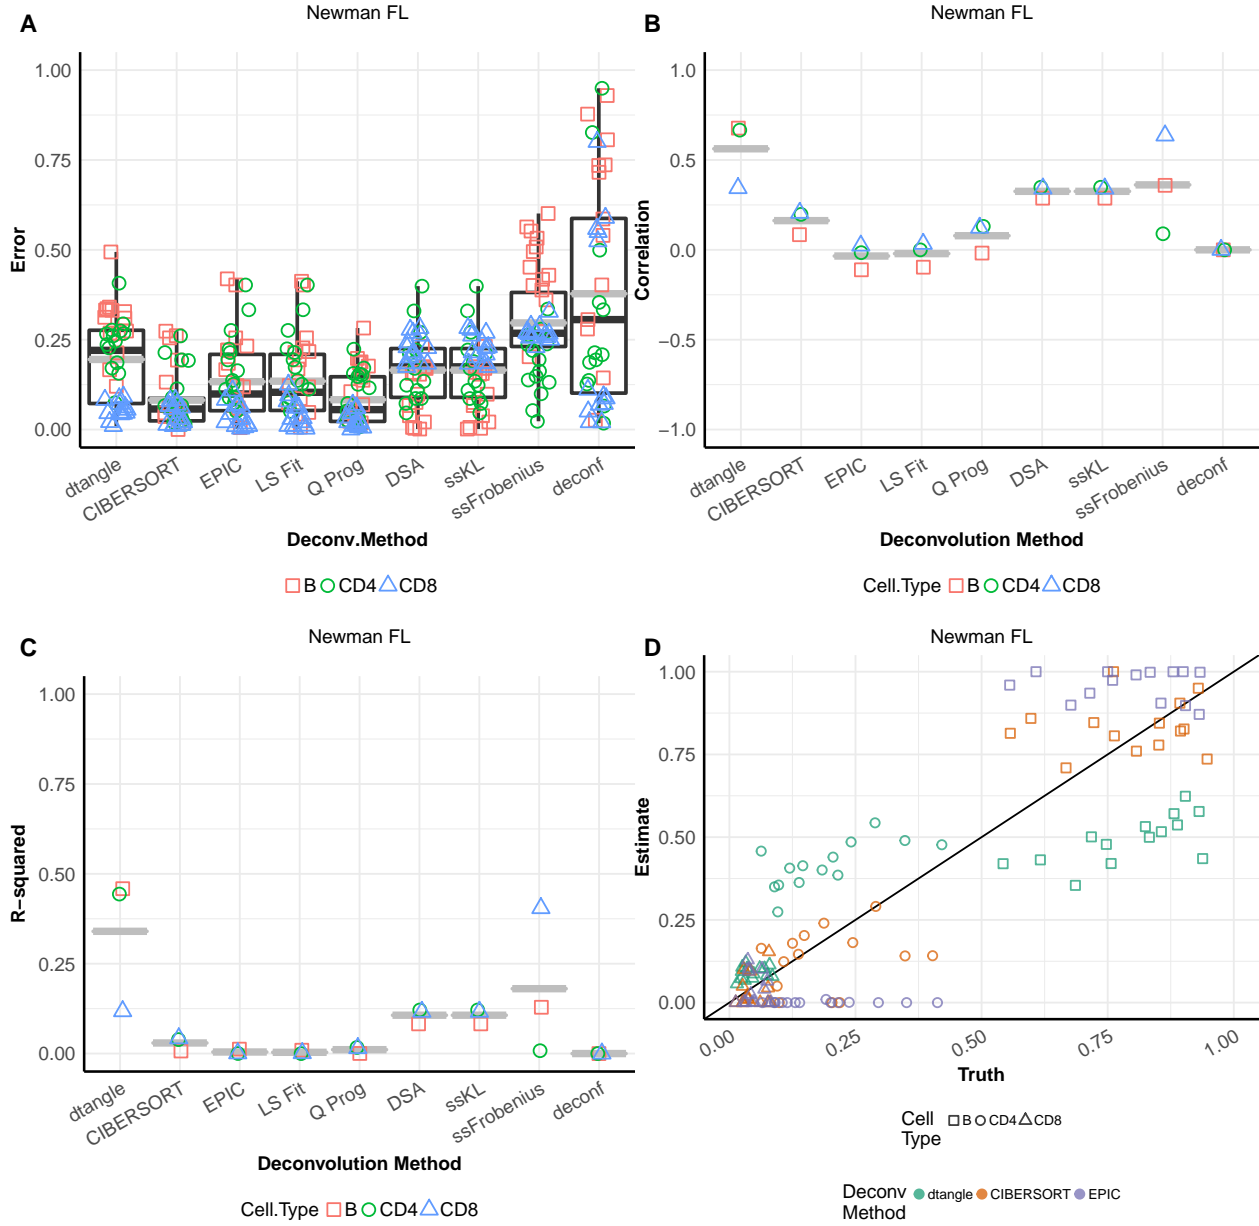 A
Newman FL
1.00
0.75
0.50
0.25
0.00
Error
dtangle
CIBERSORT
EPIC
LS Fit
Q Prog
DSA
ssKL
ssFrobenius
deconf
Deconv.Method
B CD4 CD8
B
Newman FL
1.0
0.5
0.0
−0.5
−1.0
Correlation
dtangle
CIBERSORT
EPIC
LS Fit
Q Prog
DSA
ssKL
ssFrobenius
deconf
Deconvolution Method
Cell.Type B CD4 CD8
C
Newman FL
1.00
0.75
0.50
0.25
0.00
R−squared
dtangle
CIBERSORT
EPIC
LS Fit
Q Prog
DSA
ssKL
ssFrobenius
deconf
Deconvolution Method
Cell.Type B CD4 CD8
D
Newman FL
1.00
0.75
0.50
0.25
0.00
Estimate
0.00
0.25
0.50
0.75
1.00
Truth
Cell
Type
B CD4 CD8
Deconv
Method
dtangle CIBERSORT EPIC